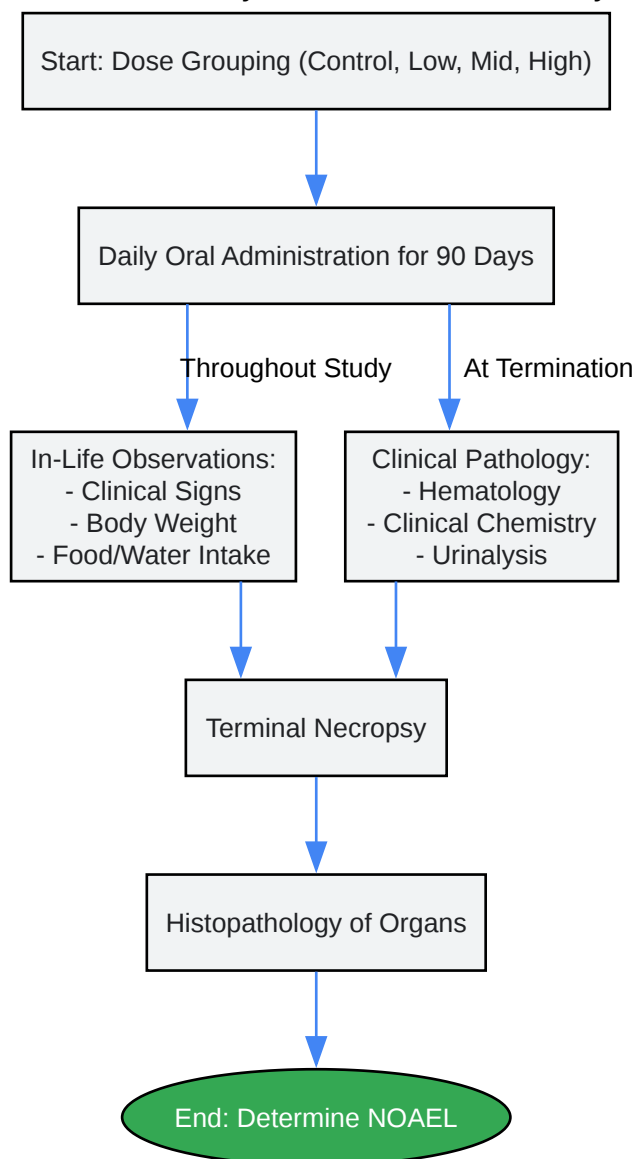 Start: Dose Grouping (Control, Low, Mid, High)
Daily Oral Administration for 90 Days
Throughout Study
At Termination
In-Life Observations:
- Clinical Signs
- Body Weight
- Food/Water Intake
Clinical Pathology:
- Hematology
- Clinical Chemistry
- Urinalysis
Terminal Necropsy
Histopathology of Organs
End: Determine NOAEL